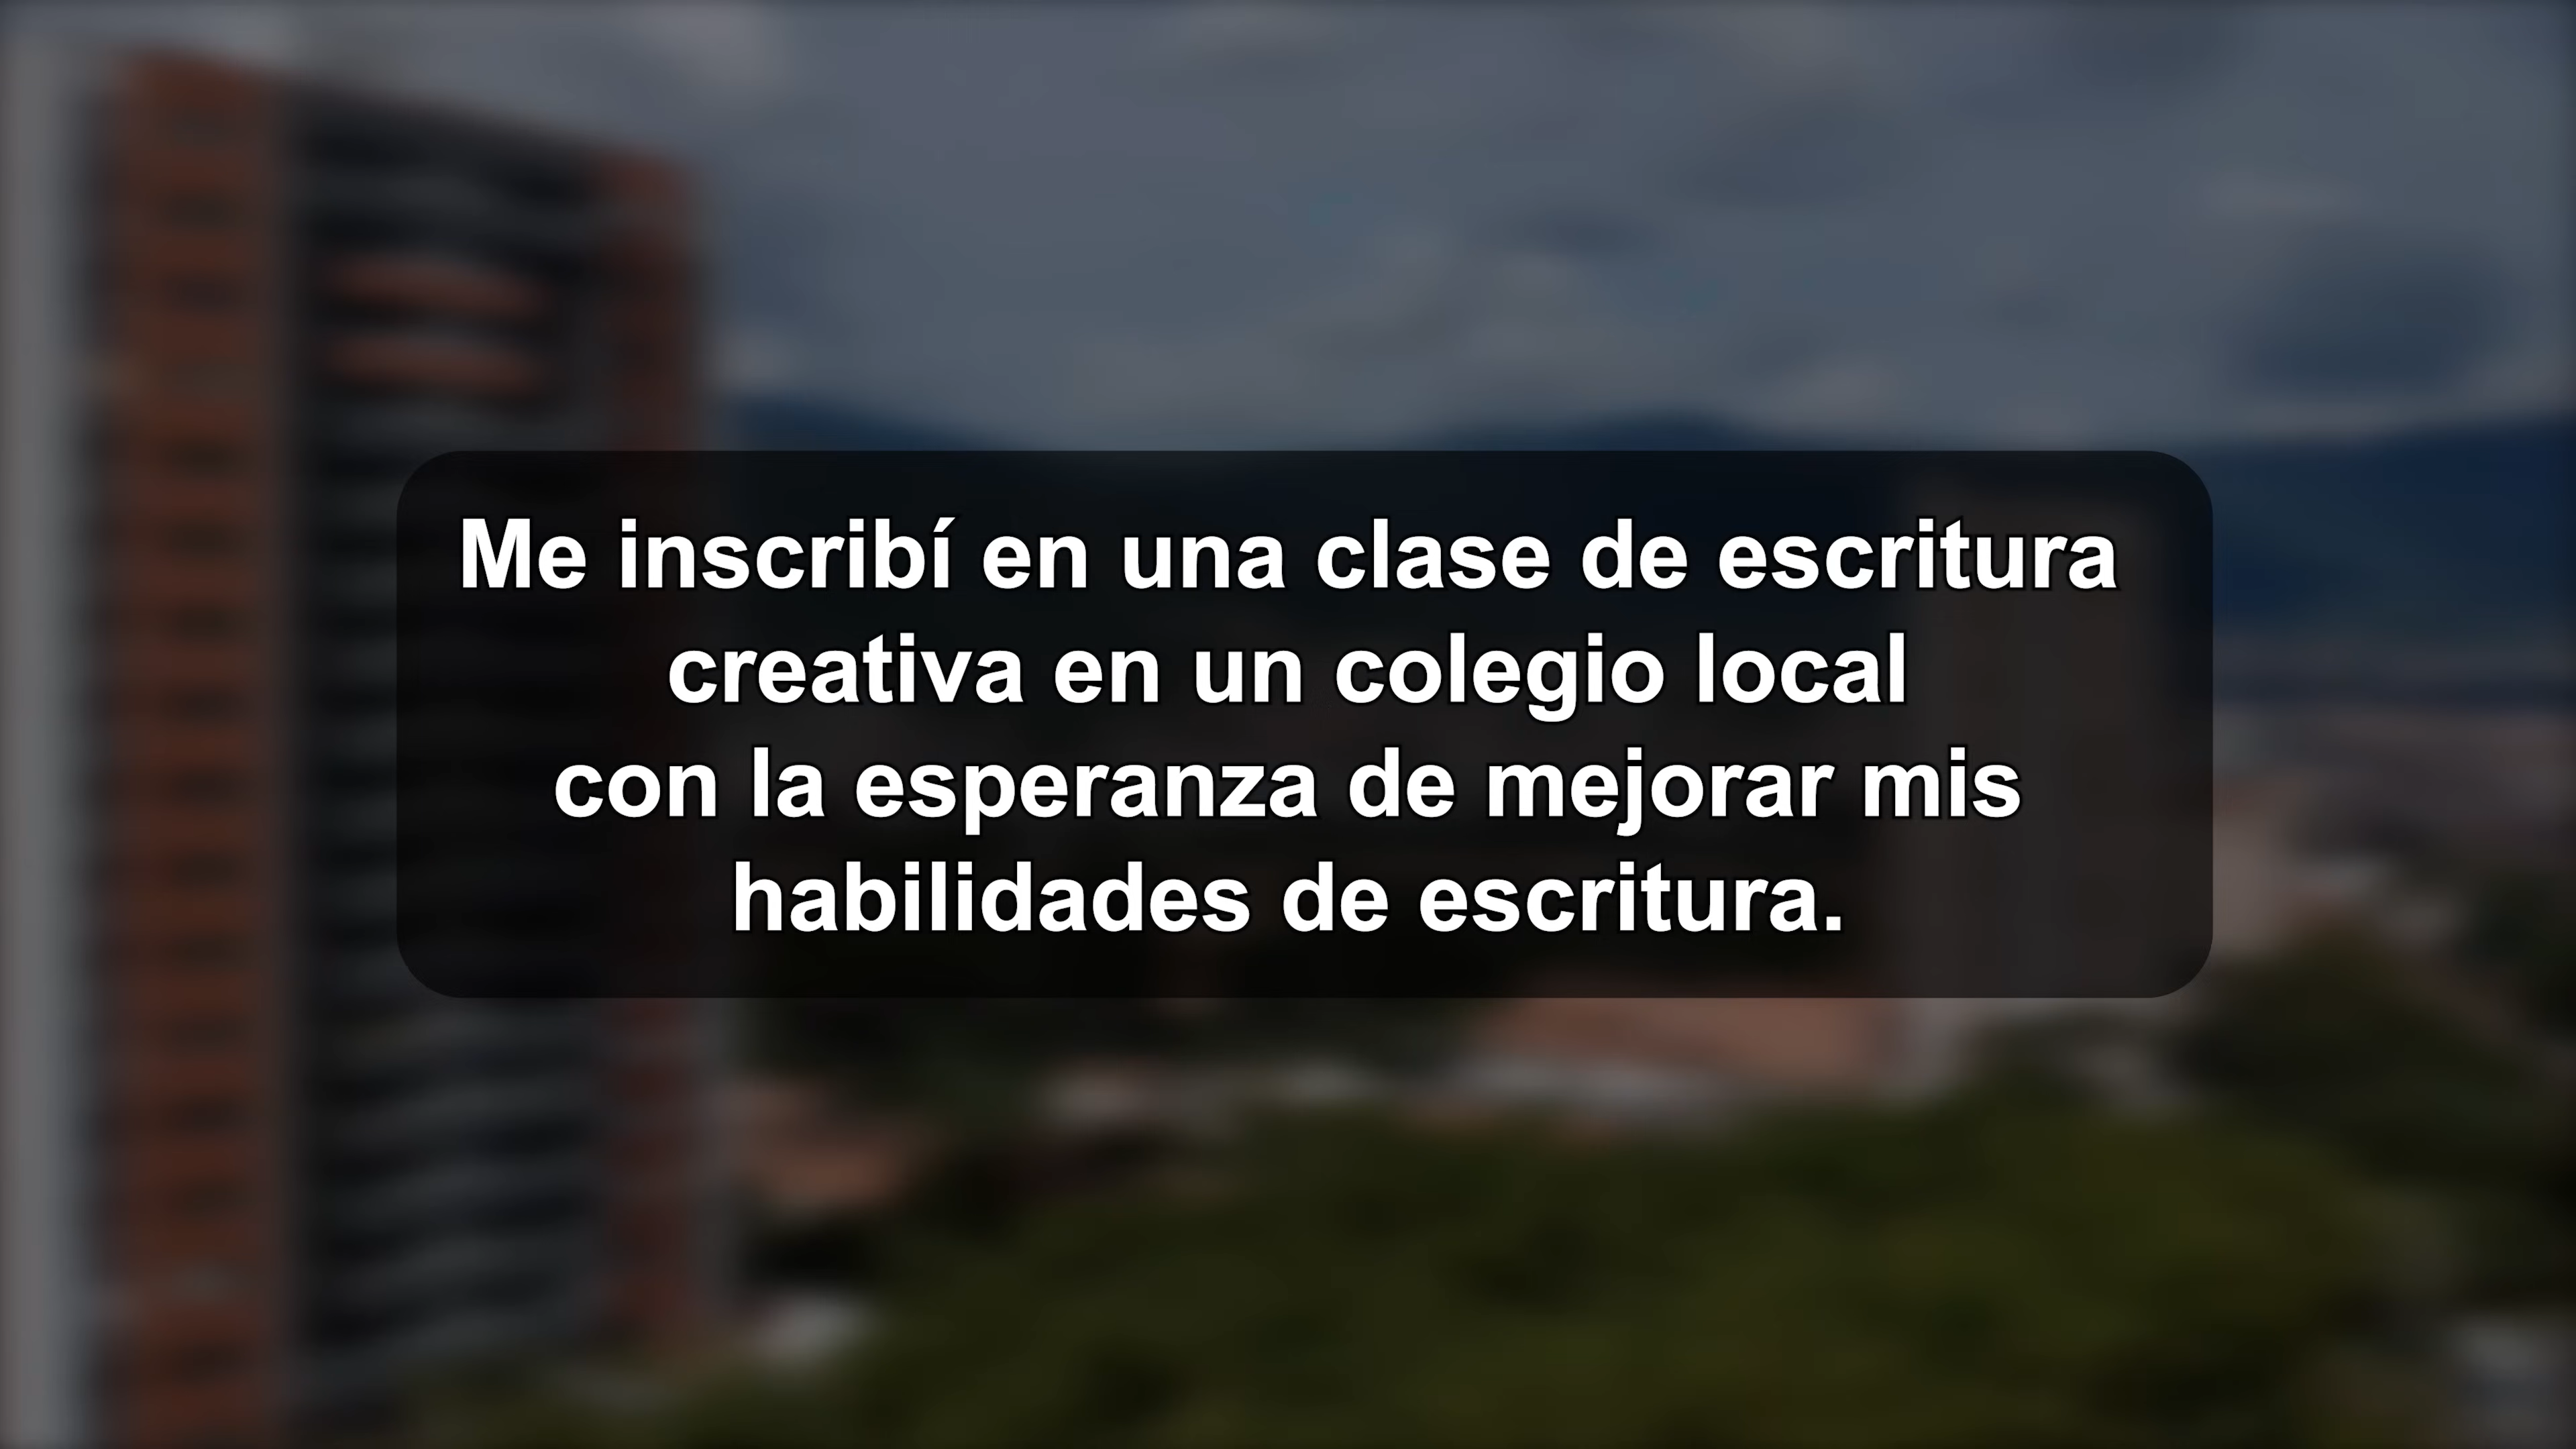 Me inscribí en una clase de escritura
creativa en un colegio local
con la esperanza de mejorar mis
habilidades de escritura.